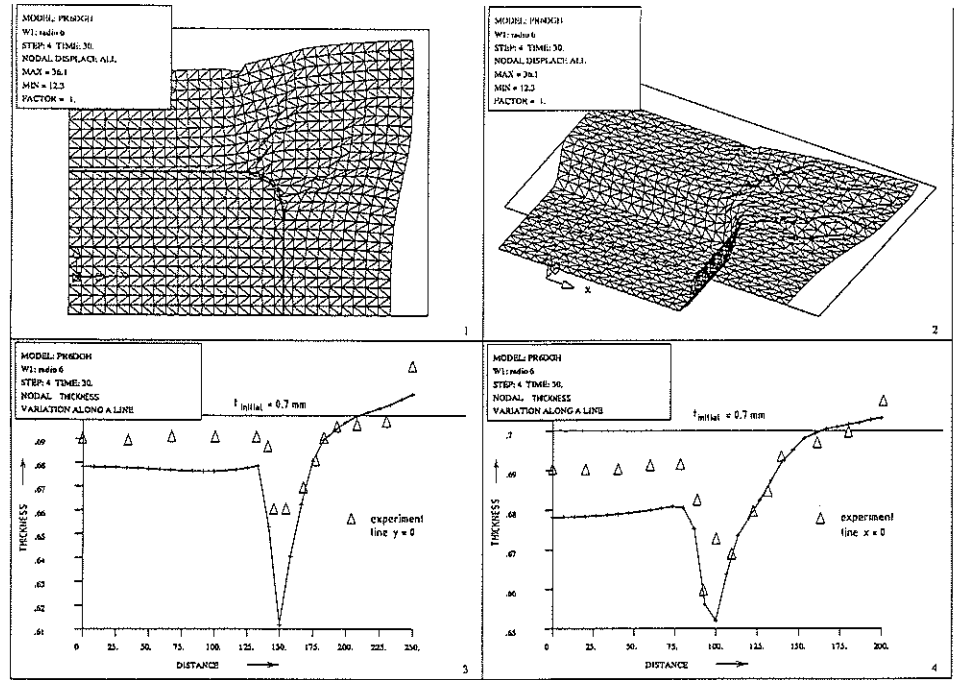 MODEL: PR6DGH
W1: radio 6
STEP: 4 TIME: 30.
NODAL DISPLACE ALL
MAX = 36.1
MIN = 12.3
FACTOR = 1.
1
MODEL: PR6DGH
W1: radio 6
STEP: 4 TIME: 30.
NODAL DISPLACE ALL
MAX = 36.1
MIN = 12.3
FACTOR = 1.
X
2
MODEL: PR6DGH
W1: radio 6
STEP: 4 TIME: 30.
NODAL THICKNESS
VARIATION ALONG A LINE
t initial = 0.7 mm
.69
.68
.67
.66
.65
.64
.63
.62
.61
THICKNESS
experiment
line y = 0
0 25. 50. 75. 100. 125. 150. 175. 200. 225. 250.
DISTANCE
3
MODEL: PR6DGH
W1: radio 6
STEP: 4 TIME: 30.
NODAL THICKNESS
VARIATION ALONG A LINE
t initial = 0.7 mm
.7
.69
.68
.67
.66
.65
THICKNESS
experiment
line x = 0
0 25. 50. 75. 100. 125. 150. 175. 200.
DISTANCE
4